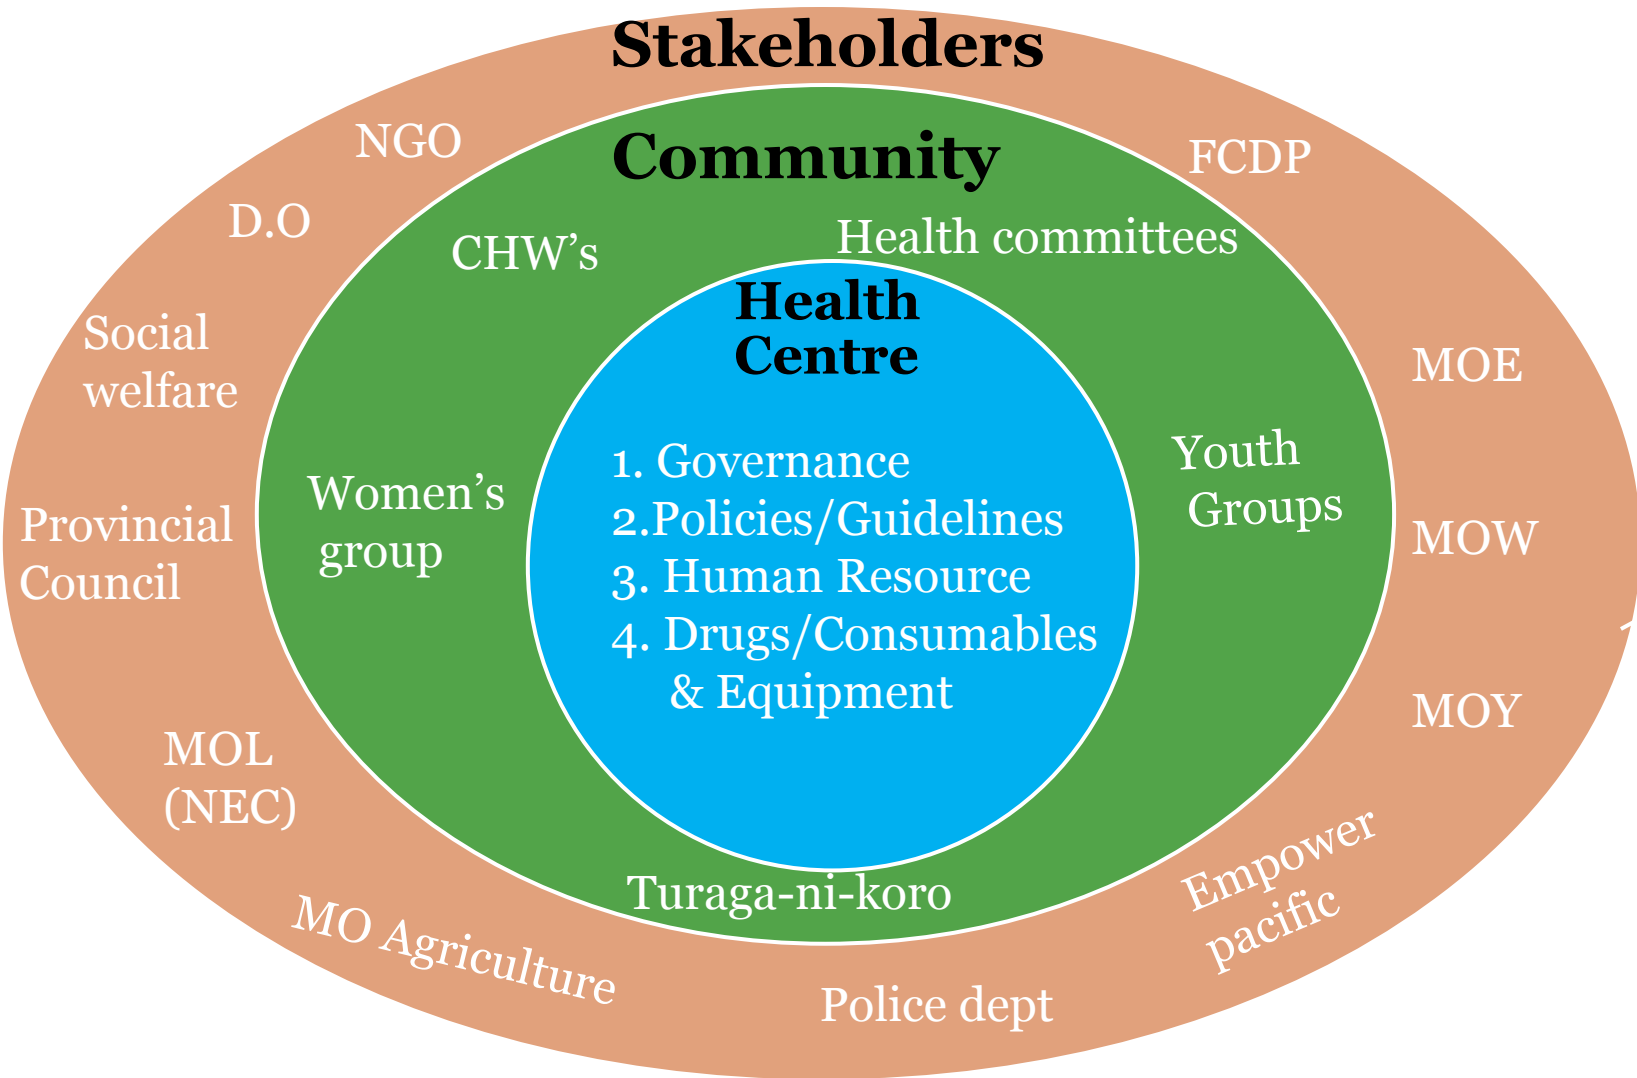 Stakeholders
NGO
FCDP
Community
D.O
CHW’s
Health committees
Health
Centre
Social
welfare
MOE
1. Governance
2.Policies/Guidelines
3. Human Resource
4. Drugs/Consumables
& Equipment
Women’s
group
Youth
Groups
Provincial
Council
MOW
MOY
MOL
(NEC)
Turaga-ni-koro
Empower
pacific
MO Agriculture
Police dept